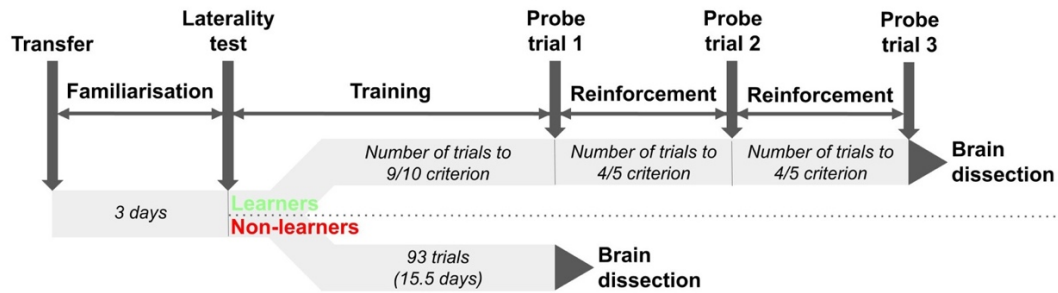 Transfer
Laterality
test
Probe
trial 1
Probe
trial 2
Probe
trial 3
Familiarisation
Training
Reinforcement
Reinforcement
Number of trials to
9/10 criterion
Number of trials to
4/5 criterion
Number of trials to
4/5 criterion
Brain
dissection
3 days
Learners
Non-learners
93 trials
(15.5 days)
Brain
dissection